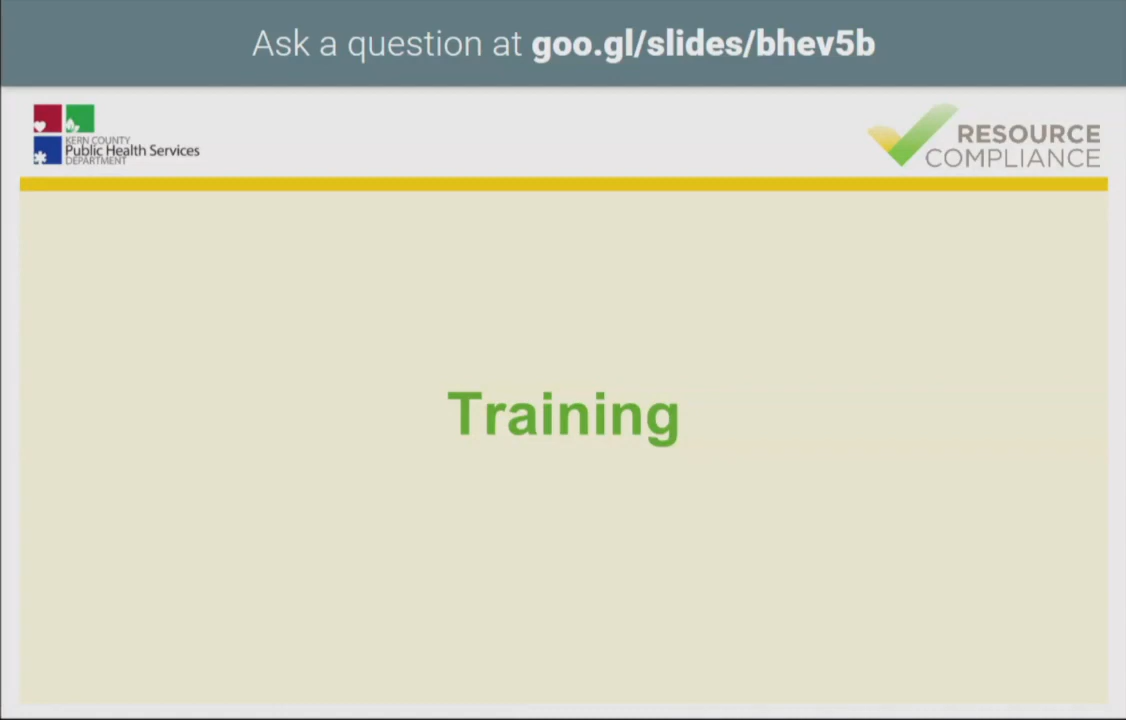 Ask a question at goo.gl/slides/bhev5b
KERN COUNTY
Public Health Services
DEPARTMENT
RESOURCE
COMPLIANCE
Training